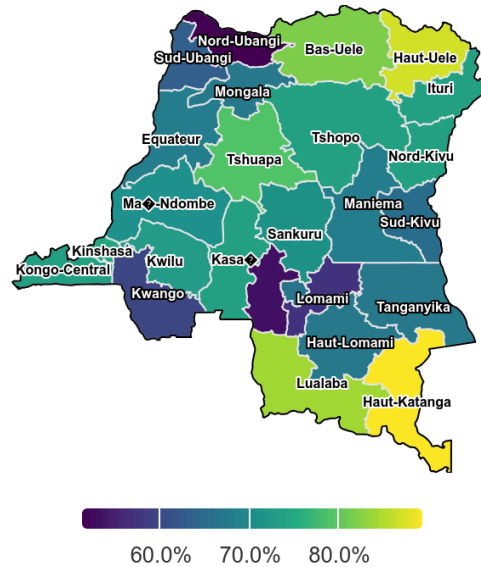 Nord-Ubangi
Bas-Uele
Haut-Uele
Sud-Ubangi
Ituri
Mongala
Equateur
Tshopo
Tshuapa
Nord-Kivu
Maniema
Ma�-Ndombe
Sud-Kivu
Sankuru
Kinshasa
Kwilu
Kasa�
Kongo-Central
Kwango
Lomami
Tanganyika
Haut-Lomami
Lualaba
Haut-Katanga
60.0% 70.0% 80.0%